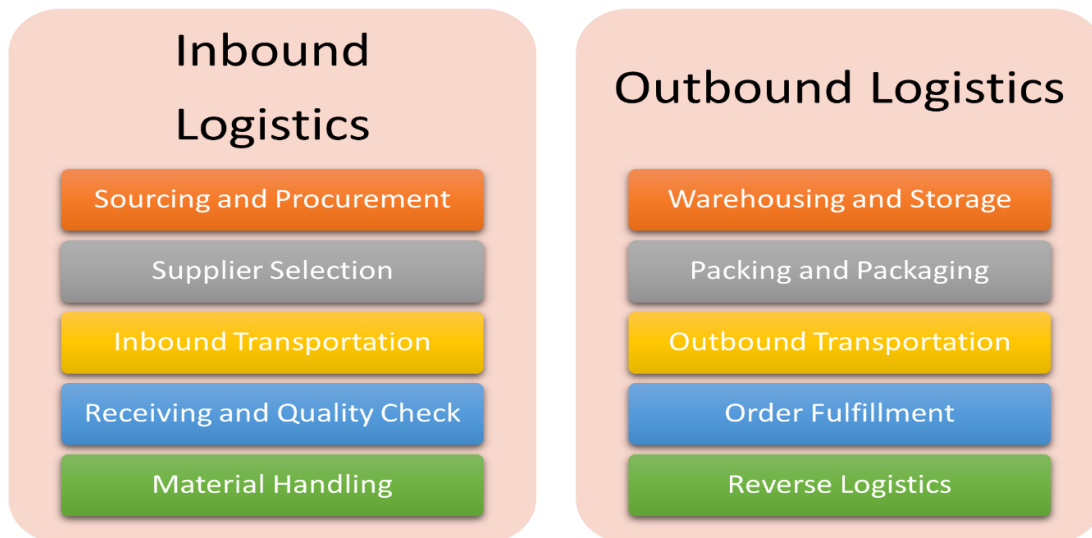 Inbound
Logistics
Sourcing and Procurement
Supplier Selection
Inbound Transportation
Receiving and Quality Check
Material Handling
Outbound Logistics
Warehousing and Storage
Packing and Packaging
Outbound Transportation
Order Fulfillment
Reverse Logistics